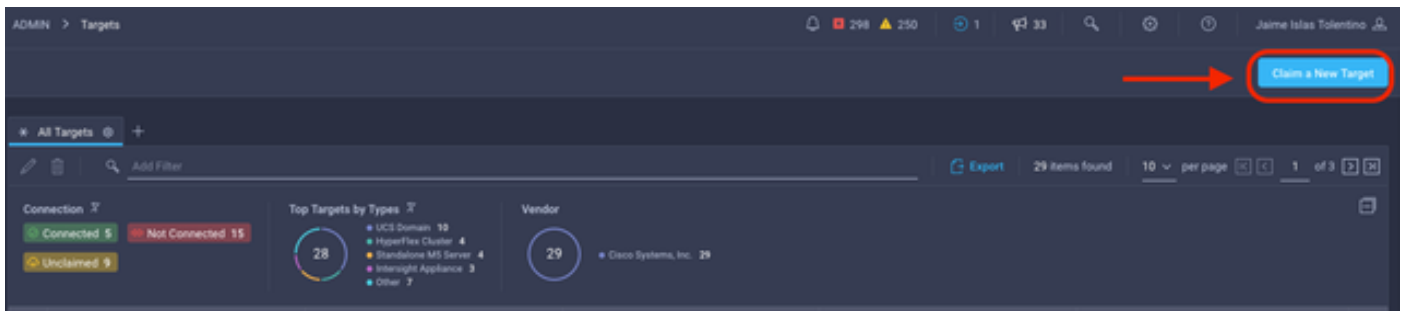 ADMIN > Targets
298 250 1 33 Jaime Islas Tolentino
Claim a New Target
All Targets +
Add Filter Export 29 items found 10 per page 1 of 3
Connection Top Targets by Types Vendor
Connected 5 Not Connected 15
Unclaimed 9
28
UCS Domain 10
HyperFlex Cluster 4
Standalone M5 Server 4
Intersight Appliance 3
Other 7
29
Cisco Systems, Inc. 29